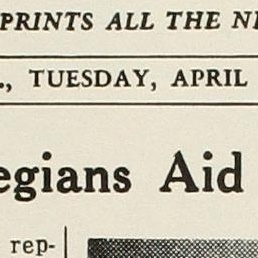 PRINTS ALL THE
., TUESDAY, APRIL
egians Aid
rep-